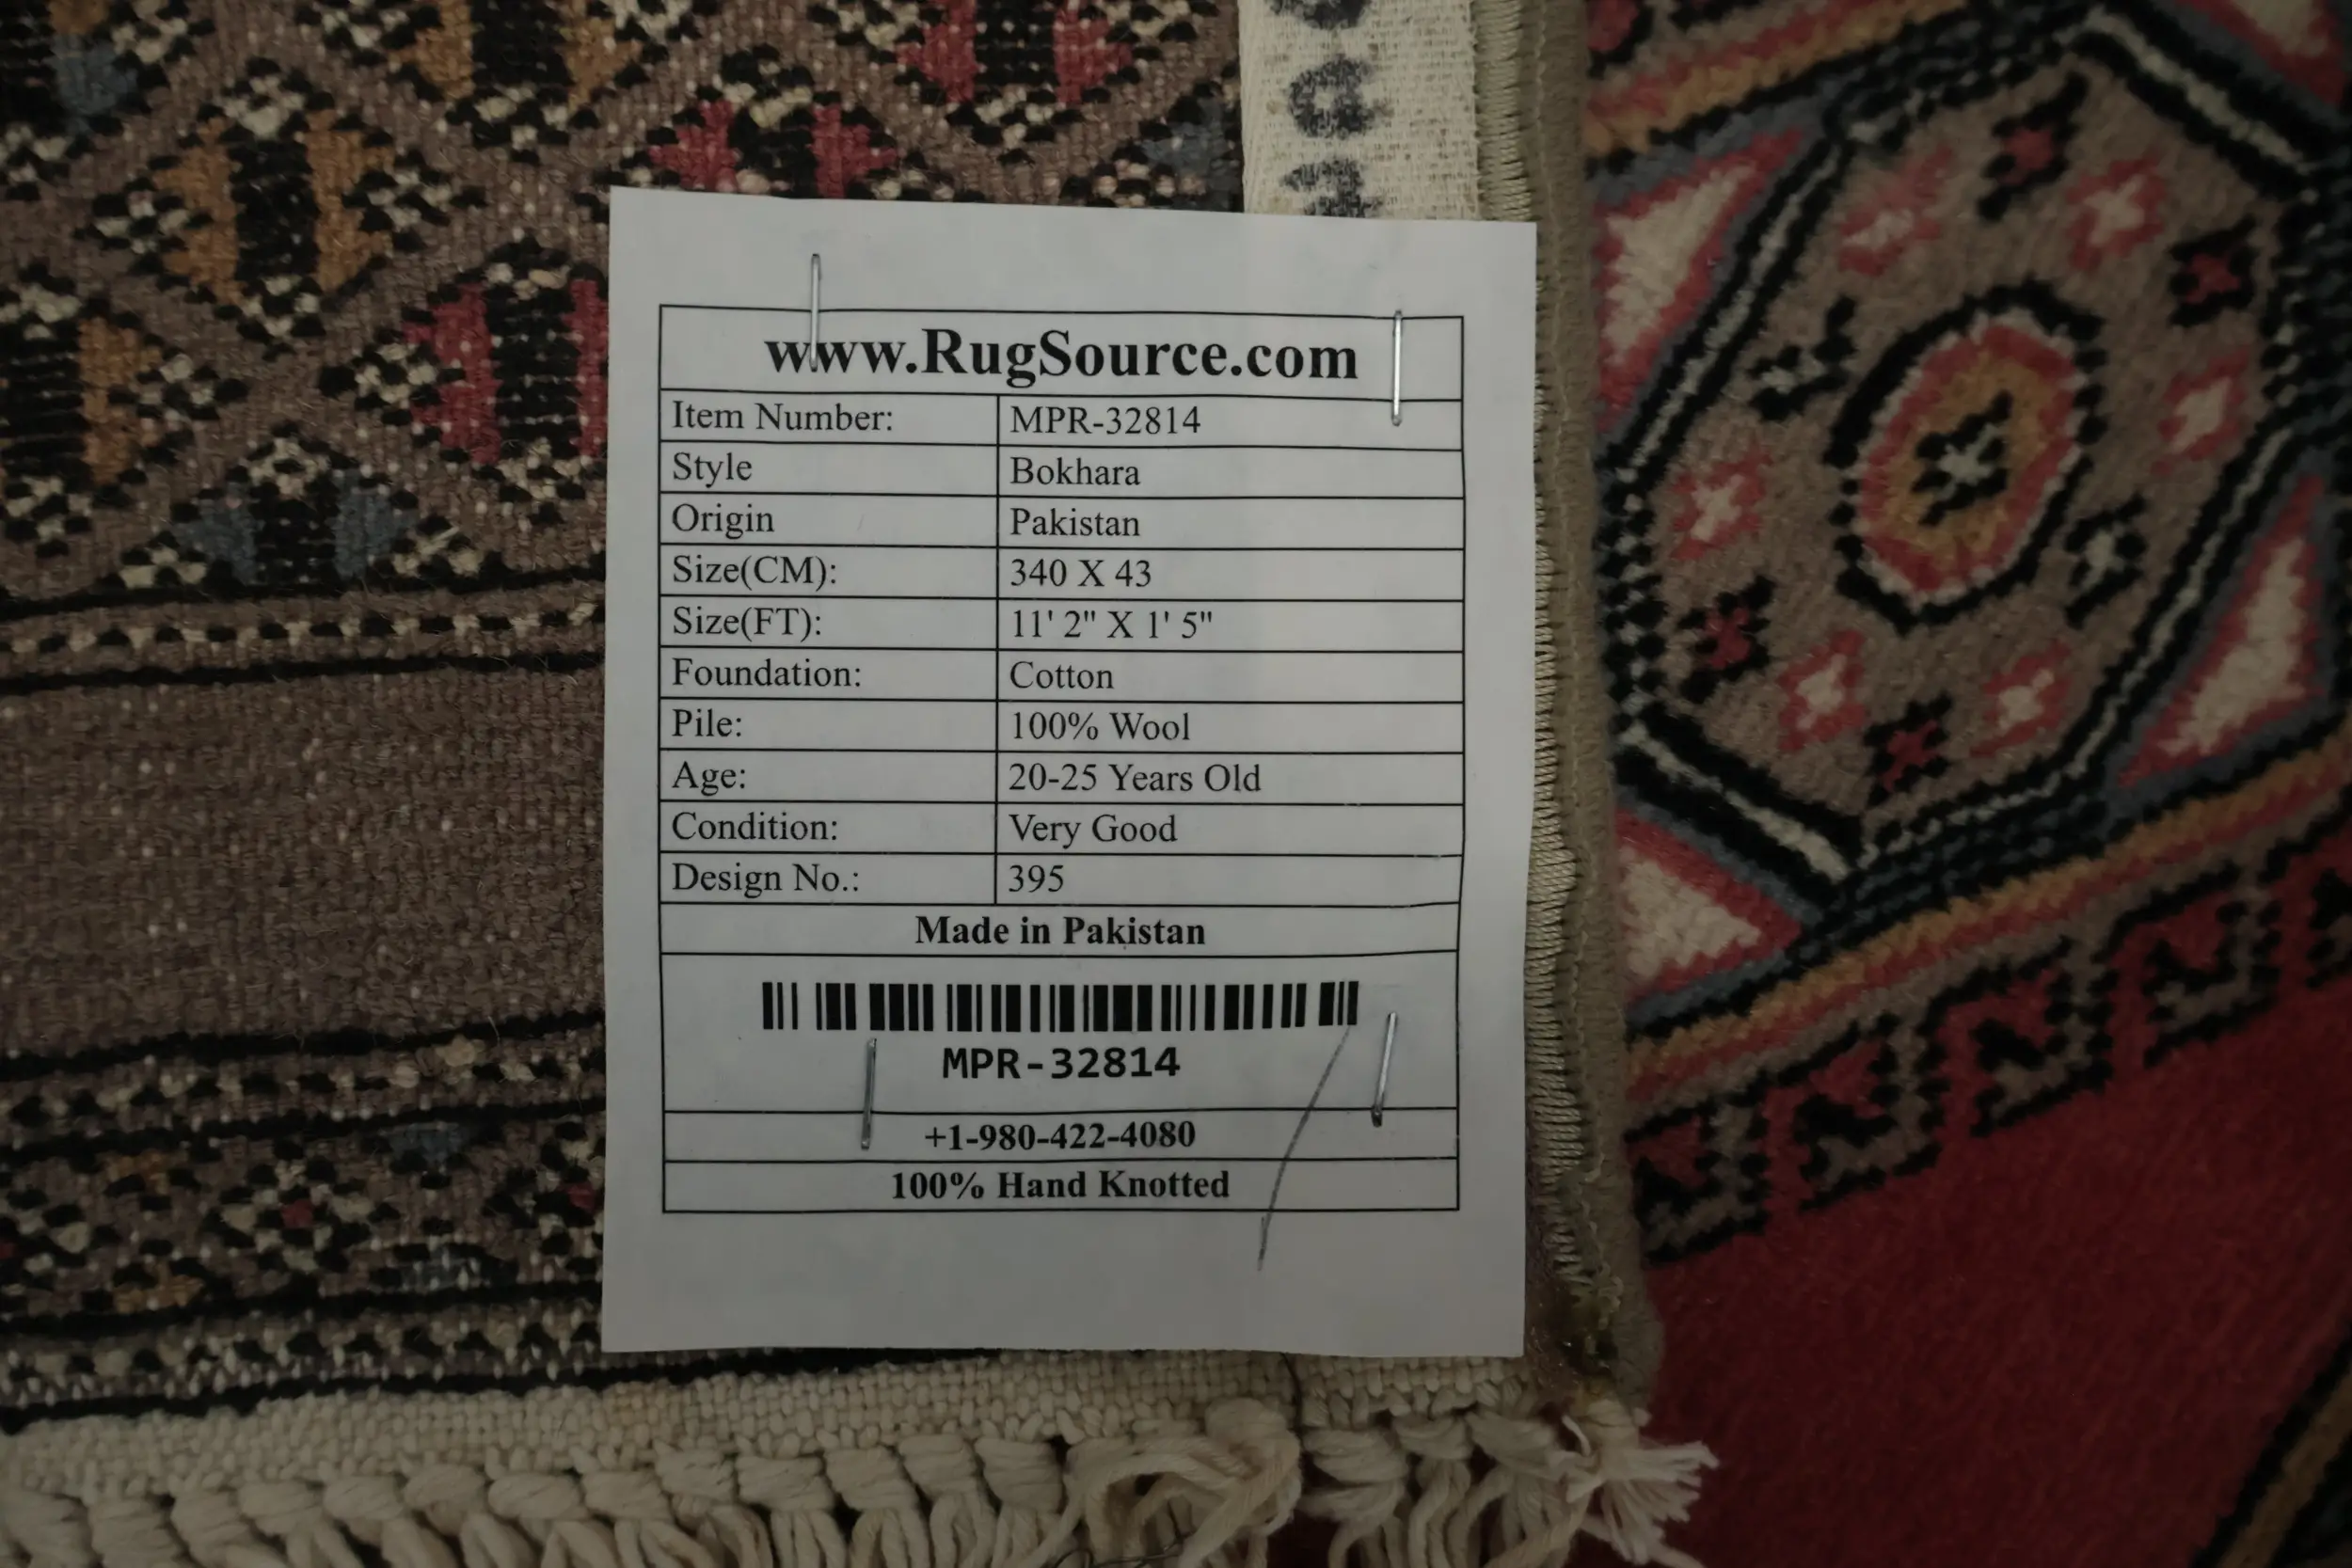 www.RugSource.com
Item Number: MPR-32814
Style Bokhara
Origin Pakistan
Size(CM): 340 X 43
Size(FT): 11' 2" X 1' 5"
Foundation: Cotton
Pile: 100% Wool
Age: 20-25 Years Old
Condition: Very Good
Design No.: 395
Made in Pakistan
MPR-32814
+1-980-422-4080
100% Hand Knotted